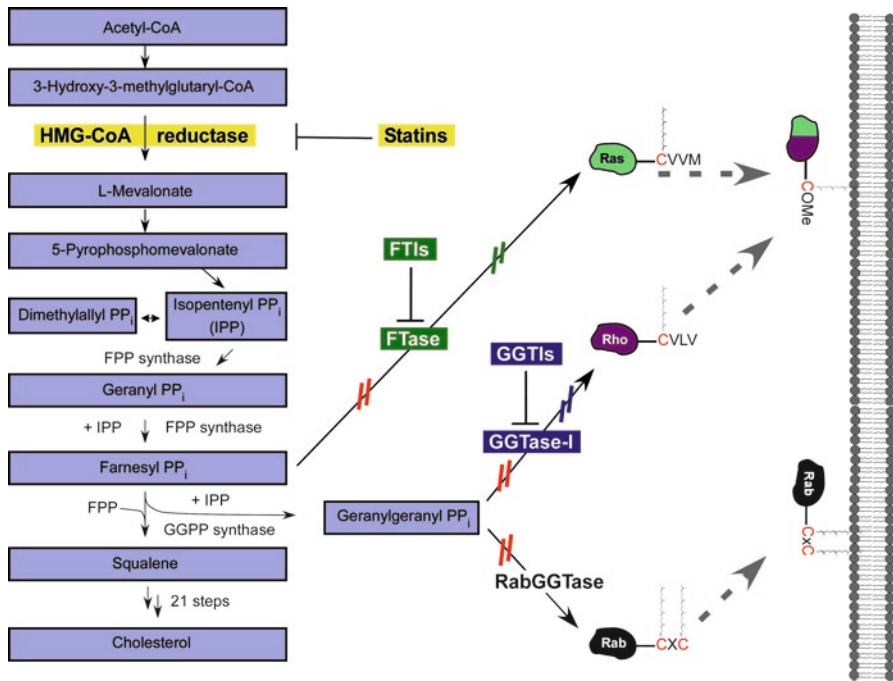 Acetyl-CoA
3-Hydroxy-3-methylglutaryl-CoA
HMG-CoA reductase
Statins
L-Mevalonate
5-Pyrophosphomevalonate
Dimethylallyl PPi
Isopentenyl PPi
(IPP)
FPP synthase
Geranyl PPi
+ IPP
FPP synthase
Farnesyl PPi
FPP
+ IPP
GGPP synthase
Squalene
21 steps
Cholesterol
FTIs
FTase
GGTIs
GGTase-I
Geranylgeranyl PPi
RabGGTase
Ras
CVVM
Rho
CVLV
Rab
CXC
COMe
Rab
CxC